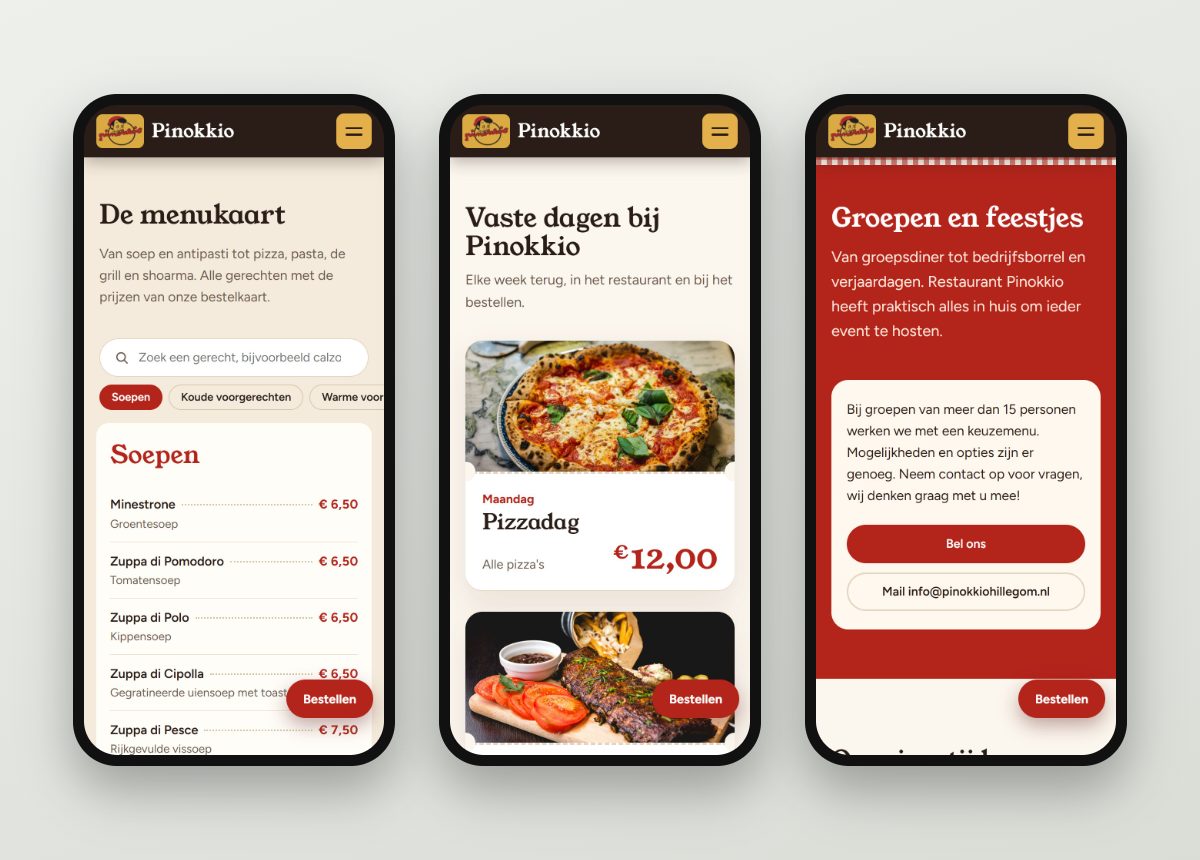 Pinokkio
De menukaart
Van soep en antipasti tot pizza, pasta, de
grill en shoarma. Alle gerechten met de
prijzen van onze bestelkaart.
Zoek een gerecht, bijvoorbeeld calzo
Soepen
Koude voorgerechten
Warme voor
Soepen
Minestrone € 6,50
Groentesoep
Zuppa di Pomodoro € 6,50
Tomatensoep
Zuppa di Polo € 6,50
Kippensoep
Zuppa di Cipolla € 6,50
Gegratineerde uiensoep met toast
Bestellen
Zuppa di Pesce € 7,50
Rijkgevulde vissoep
Pinokkio
Vaste dagen bij
Pinokkio
Elke week terug, in het restaurant en bij het
bestellen.
Maandag
Pizzadag
Alle pizza's €12,00
Bestellen
Pinokkio
Groepen en feestjes
Van groepsdiner tot bedrijfsborrel en
verjaardagen. Restaurant Pinokkio
heeft praktisch alles in huis om ieder
event te hosten.
Bij groepen van meer dan 15 personen
werken we met een keuzemenu.
Mogelijkheden en opties zijn er
genoeg. Neem contact op voor vragen,
wij denken graag met u mee!
Bel ons
Mail info@pinokkiohillegom.nl
Bestellen